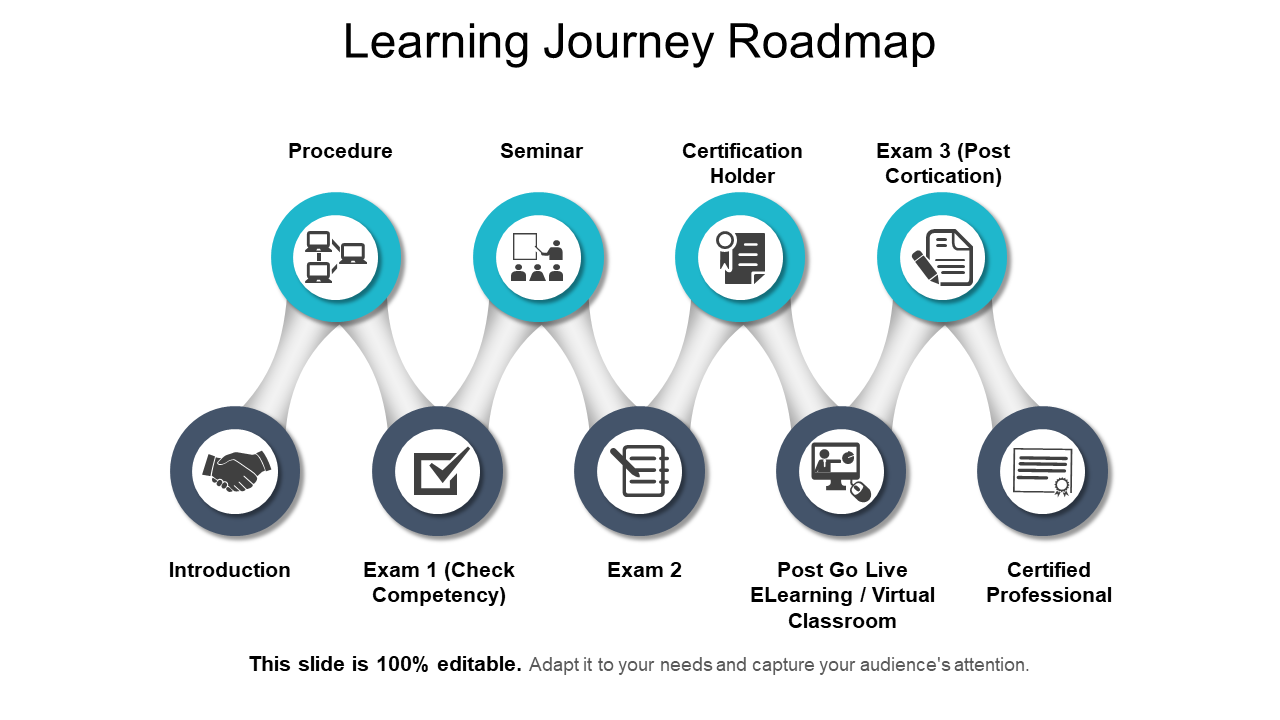 Learning Journey Roadmap
Procedure
Seminar
Certification
Holder
Exam 3 (Post
Cortication)
Introduction
Exam 1 (Check
Competency)
Exam 2
Post Go Live
ELearning / Virtual
Classroom
Certified
Professional
This slide is 100% editable. Adapt it to your needs and capture your audience's attention.